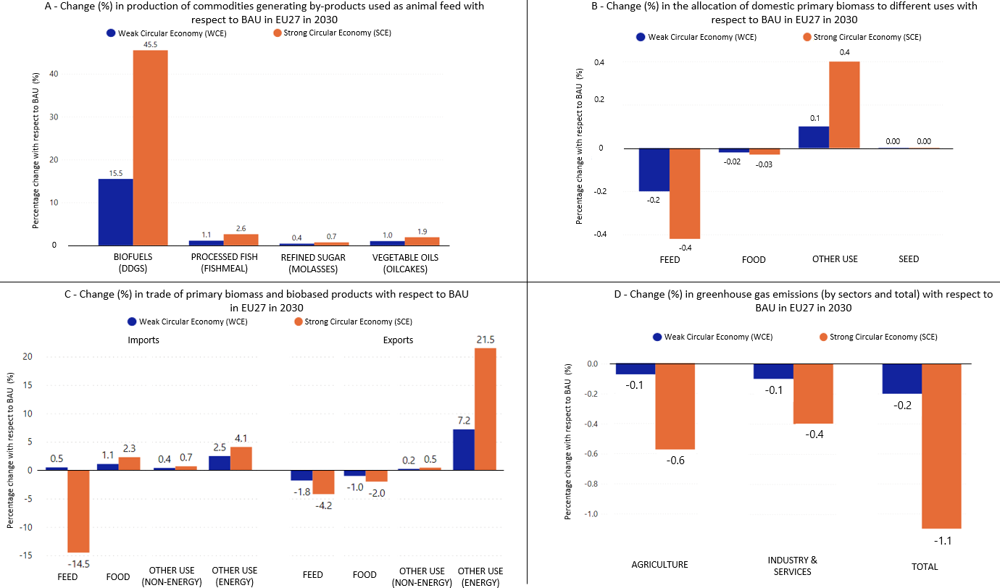 A - Change (%) in production of commodities generating by-products used as animal feed with
respect to BAU in EU27 in 2030
Weak Circular Economy (WCE) Strong Circular Economy (SCE)
Percentage change with respect to BAU (%)
45.5
40
30
20
15.5
10
1.1 2.6 0.4 0.7 1.0 1.9
0
BIOFUELS PROCESSED FISH REFINED SUGAR VEGETABLE OILS
(DDGS) (FISHMEAL) (MOLASSES) (OILCAKES)
B - Change (%) in the allocation of domestic primary biomass to different uses with
respect to BAU in EU27 in 2030
Weak Circular Economy (WCE) Strong Circular Economy (SCE)
Percentage change with respect to BAU (%)
0.4
0.4
0.2
0.1
0.00 0.00
0
-0.02 -0.03
-0.2
-0.2
-0.4
-0.4
FEED FOOD OTHER USE SEED
C - Change (%) in trade of primary biomass and biobased products with respect to BAU
in EU27 in 2030
Weak Circular Economy (WCE) Strong Circular Economy (SCE)
Imports Exports
Percentage change with respect to BAU (%)
21.5
20
15
10
7.2
5
0.5 1.1 2.3 0.4 0.7 2.5 4.1 0.2 0.5
0
-1.8 -4.2 -1.0 -2.0
-5
-10
-15
-14.5
FEED FOOD OTHER USE OTHER USE FEED FOOD OTHER USE OTHER USE
(NON-ENERGY) (ENERGY) (NON-ENERGY) (ENERGY)
D - Change (%) in greenhouse gas emissions (by sectors and total) with respect to
BAU in EU27 in 2030
Weak Circular Economy (WCE) Strong Circular Economy (SCE)
Percentage change with respect to BAU (%)
0.0
-0.1 -0.1
-0.2
-0.2
-0.4
-0.4
-0.6
-0.6
-0.8
-1.0
-1.1
AGRICULTURE INDUSTRY & TOTAL
SERVICES